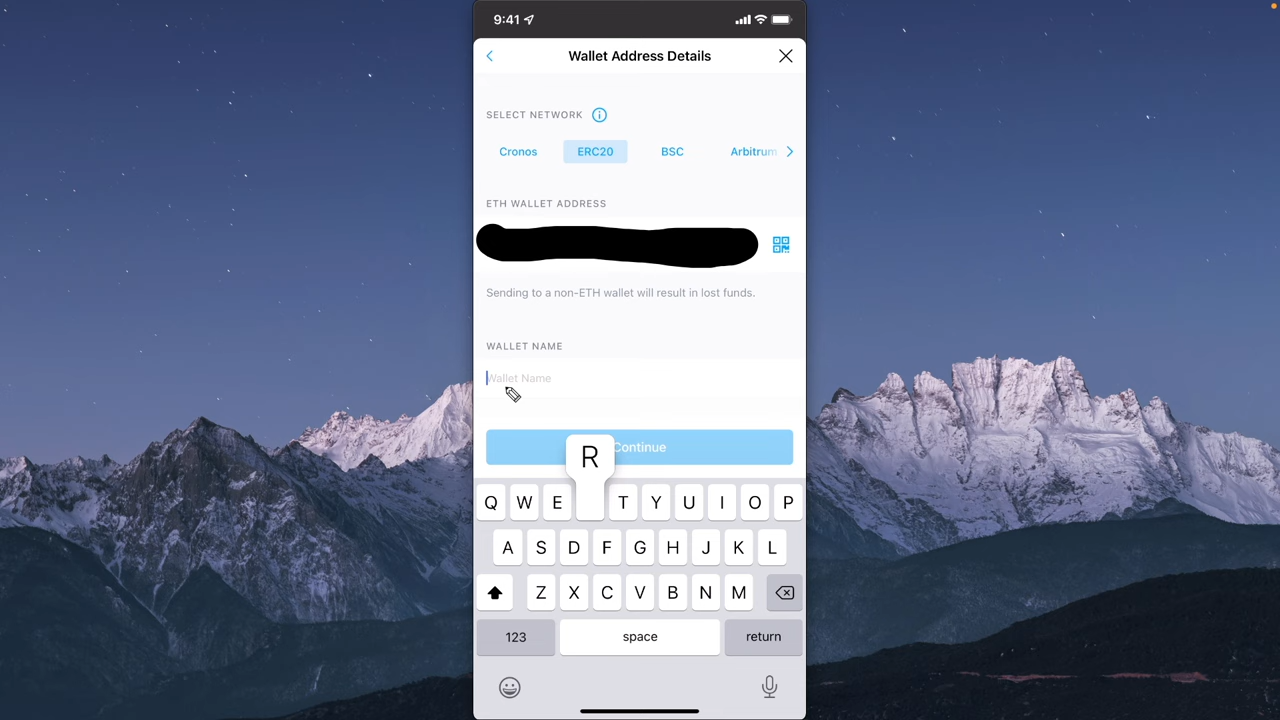 9:41
Wallet Address Details
SELECT NETWORK
Cronos ERC20 BSC Arbitrum
ETH WALLET ADDRESS
Sending to a non-ETH wallet will result in lost funds.
WALLET NAME
Wallet Name
Continue
R
Q W E T Y U I O P
A S D F G H J K L
Z X C V B N M
123 space return